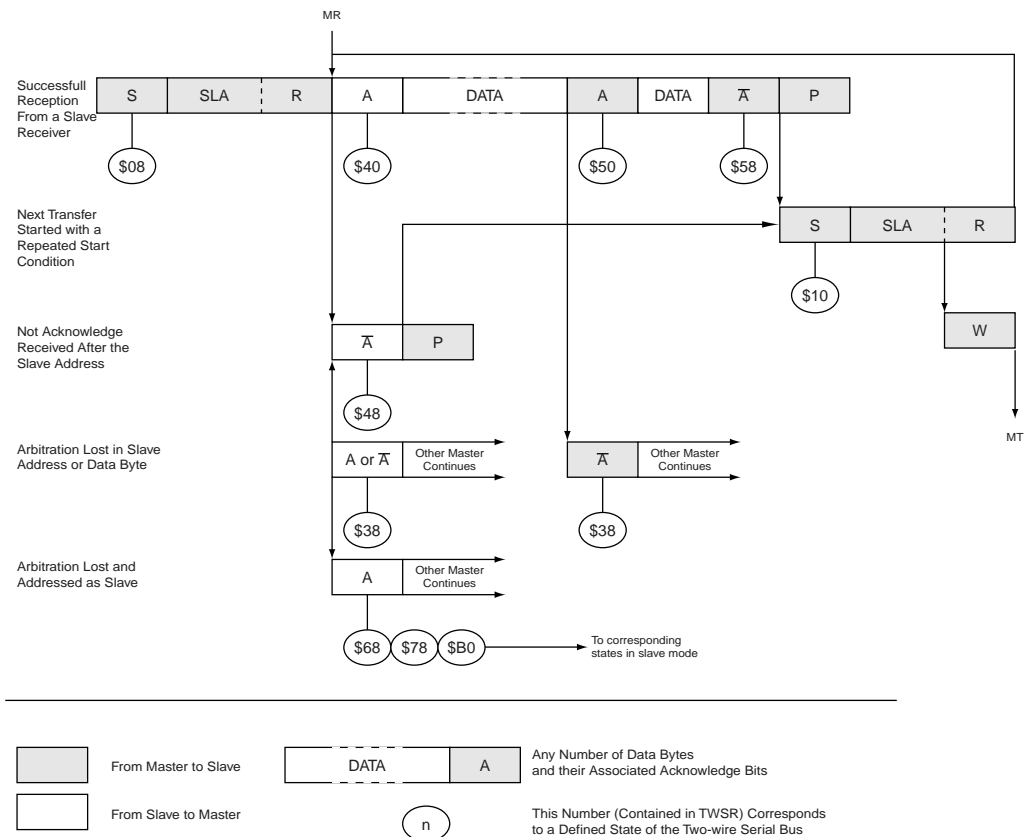 MR
Successfull
Reception
From a Slave
Receiver
S SLA R A DATA A DATA A̅ P
$08 $40 $50 $58
Next Transfer
Started with a
Repeated Start
Condition
S SLA R
$10
Not Acknowledge
Received After the
Slave Address
A̅ P
W
$48
MT
Arbitration Lost in Slave
Address or Data Byte
A or A̅ Other Master
Continues
A̅ Other Master
Continues
$38 $38
Arbitration Lost and
Addressed as Slave
A Other Master
Continues
$68 $78 $B0
To corresponding
states in slave mode
From Master to Slave
DATA A
Any Number of Data Bytes
and their Associated Acknowledge Bits
From Slave to Master
n
This Number (Contained in TWSR) Corresponds
to a Defined State of the Two-wire Serial Bus